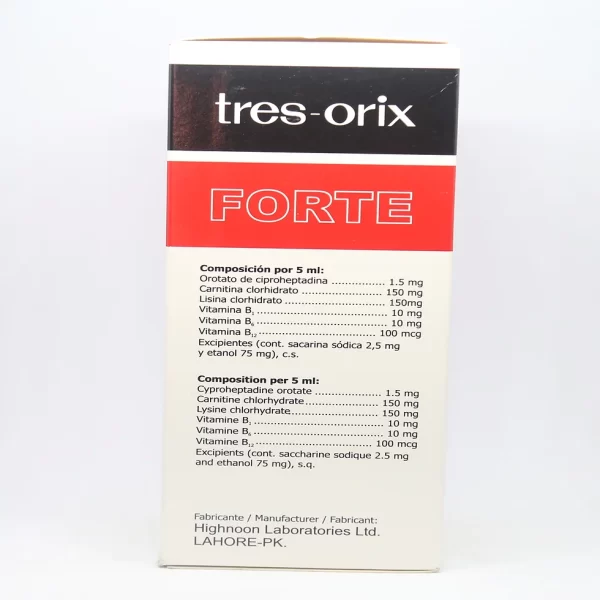 tres-orix
FORTE
Composición por 5 ml:
Orotato de ciproheptadina ................ 1.5 mg
Carnitina clorhidrato ..................... 150 mg
Lisina clorhidrato ......................... 150mg
Vitamina B₁ ................................ 10 mg
Vitamina B₆ ................................ 10 mg
Vitamina B₁₂ ............................. 100 mcg
Excipientes (cont. sacarina sódica 2,5 mg
y etanol 75 mg), c.s.
Composition per 5 ml:
Cyproheptadine orotate .................. 1.5 mg
Carnitine chlorhydrate .................... 150 mg
Lysine chlorhydrate ........................ 150 mg
Vitamine B₁ ................................ 10 mg
Vitamine B₆ ................................ 10 mg
Vitamine B₁₂ ............................. 100 mcg
Excipients (cont. saccharine sodique 2.5 mg
and ethanol 75 mg), s.q.
Fabricante / Manufacturer / Fabricant:
Highnoon Laboratories Ltd.
LAHORE-PK.